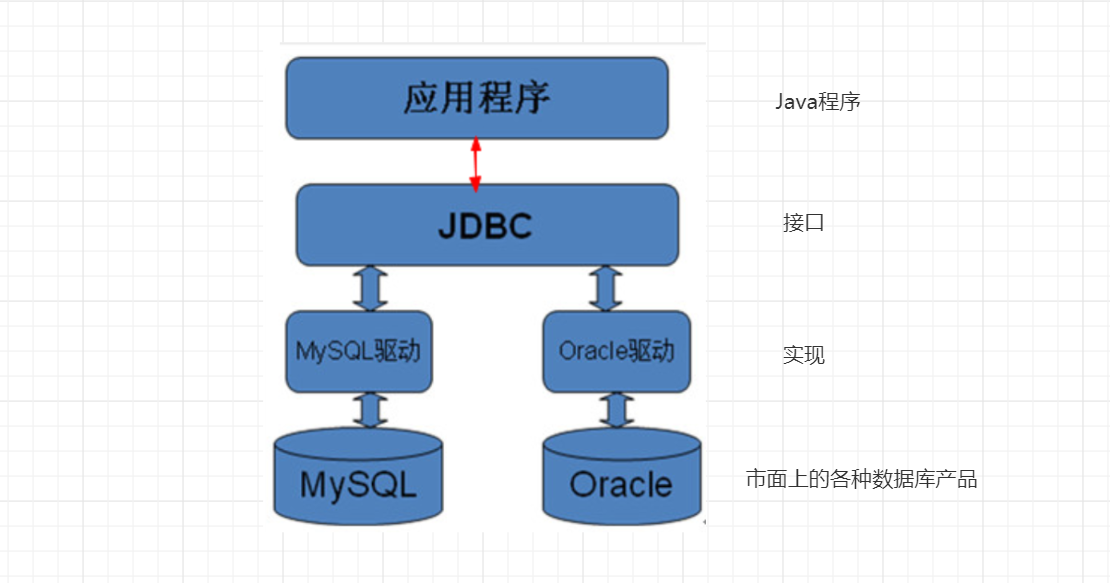 应用程序
Java程序
JDBC
接口
MySQL驱动
Oracle驱动
实现
MySQL
Oracle
市面上的各种数据库产品